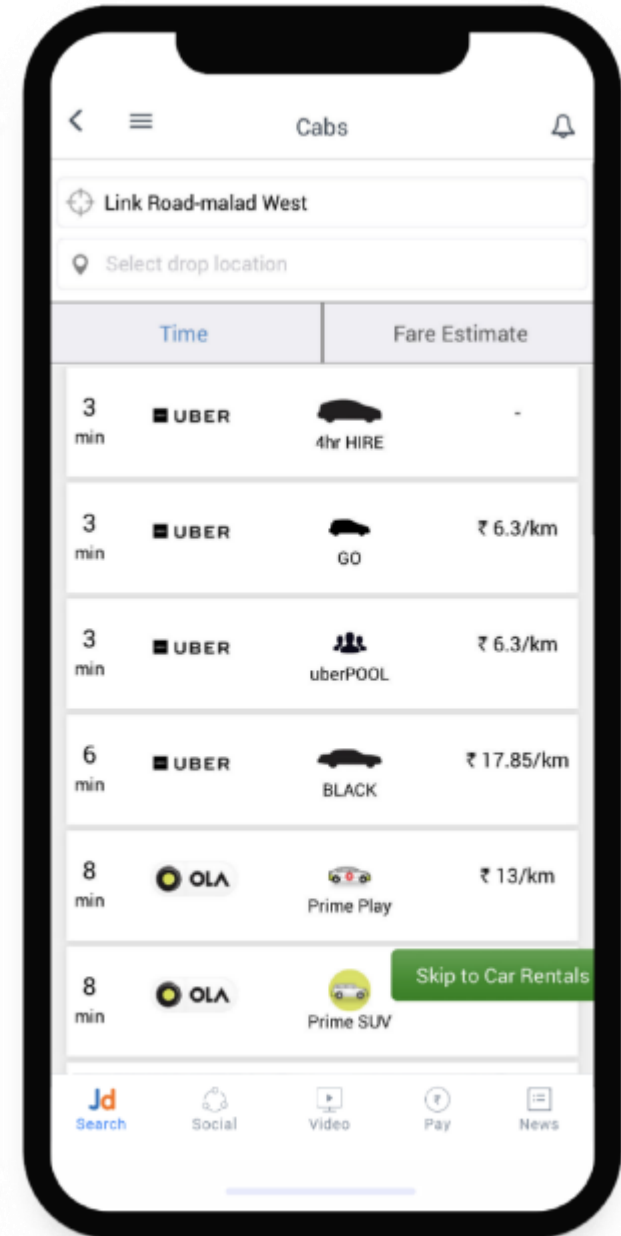 Cabs
Link Road-malad West
Select drop location
Time Fare Estimate
3 min UBER 4hr HIRE -
3 min UBER GO ₹ 6.3/km
3 min UBER uberPOOL ₹ 6.3/km
6 min UBER BLACK ₹ 17.85/km
8 min OLA Prime Play ₹ 13/km
8 min OLA Prime SUV
Skip to Car Rentals
Jd
Search Social Video Pay News